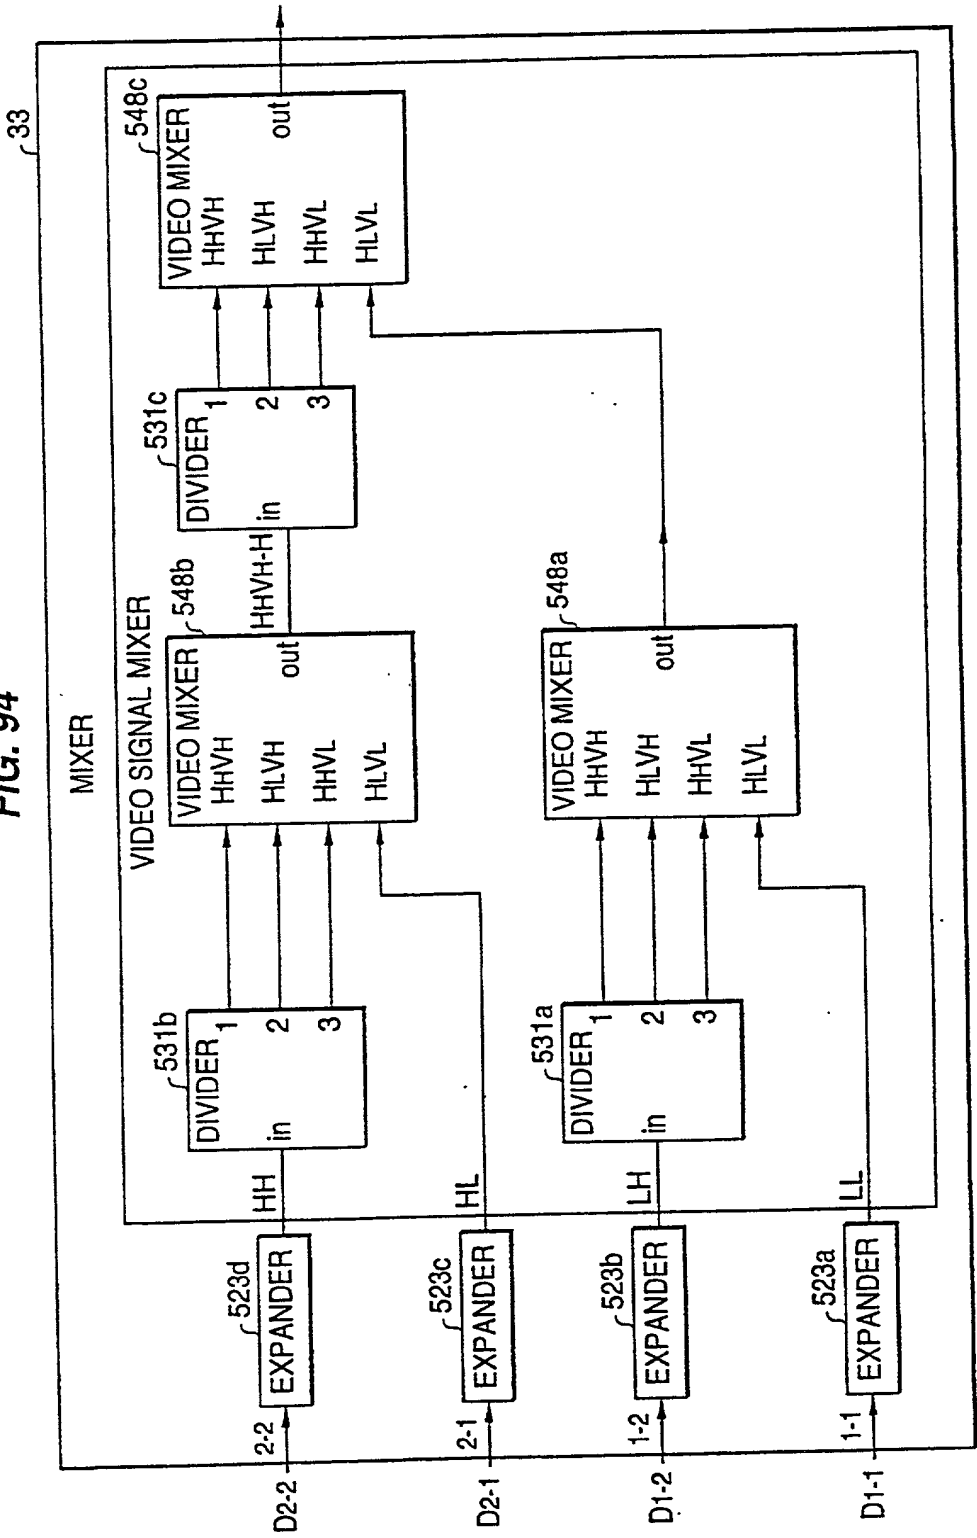 FIG. 94
33
MIXER
VIDEO SIGNAL MIXER
D2-2
2-2
523d
EXPANDER
HH
531b
DIVIDER
in
1
2
3
548b
VIDEO MIXER
HHVH
HLVH
HHVL
HLVL
out
HHVH-H
531c
DIVIDER
in
1
2
3
548c
VIDEO MIXER
HHVH
HLVH
HHVL
HLVL
out
D2-1
2-1
523c
EXPANDER
HL
D1-2
1-2
523b
EXPANDER
LH
531a
DIVIDER
in
1
2
3
548a
VIDEO MIXER
HHVH
HLVH
HHVL
HLVL
out
D1-1
1-1
523a
EXPANDER
LL